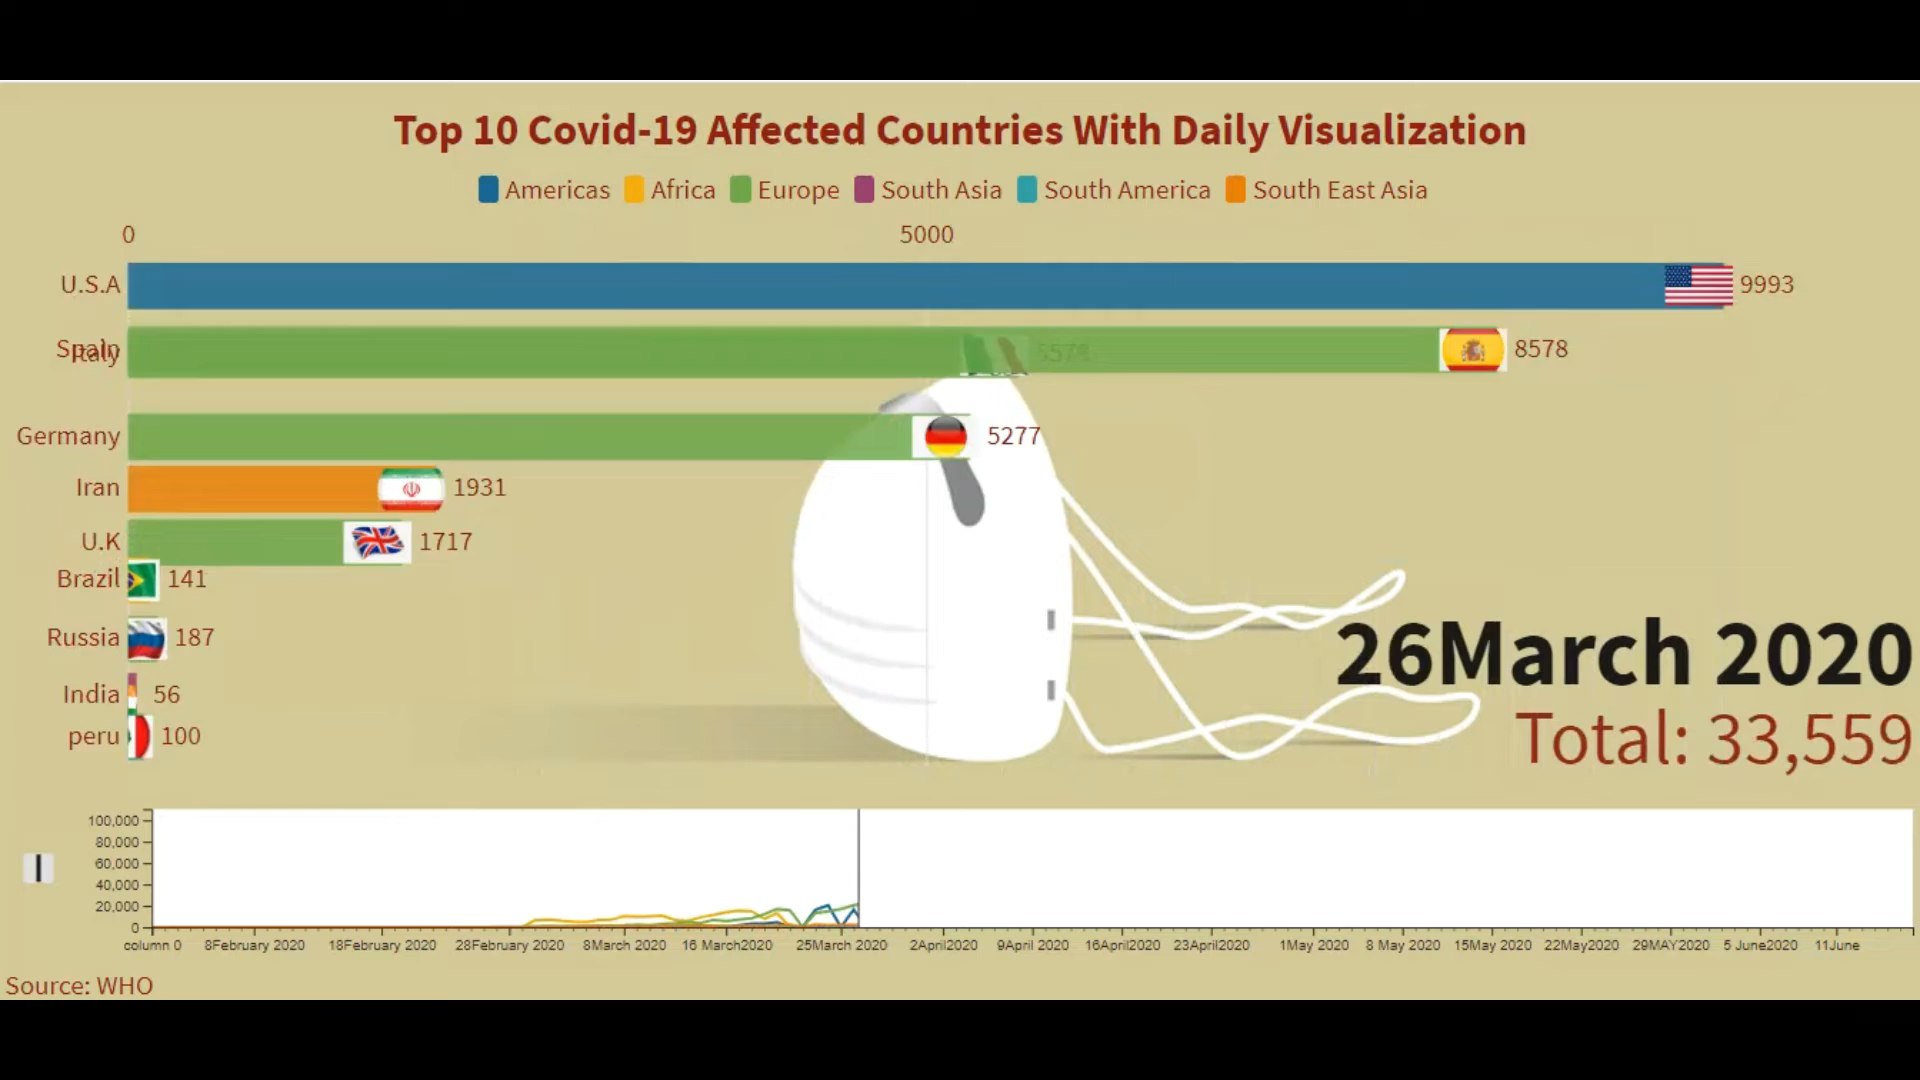 Top 10 Covid-19 Affected Countries With Daily Visualization
Americas Africa Europe South Asia South America South East Asia
0 5000
U.S.A 9993
Spain 8578
Italy
Germany 5277
Iran 1931
U.K 1717
Brazil 141
Russia 187
India 56
peru 100
26March 2020
Total: 33,559
100,000
80,000
60,000
40,000
20,000
0
column 0 8February 2020 18February 2020 28February 2020 8March 2020 16 March2020 25March 2020 2April2020 9April 2020 16April2020 23April2020 1May 2020 8 May 2020 15May 2020 22May2020 29MAY2020 5 June2020 11June
Source: WHO